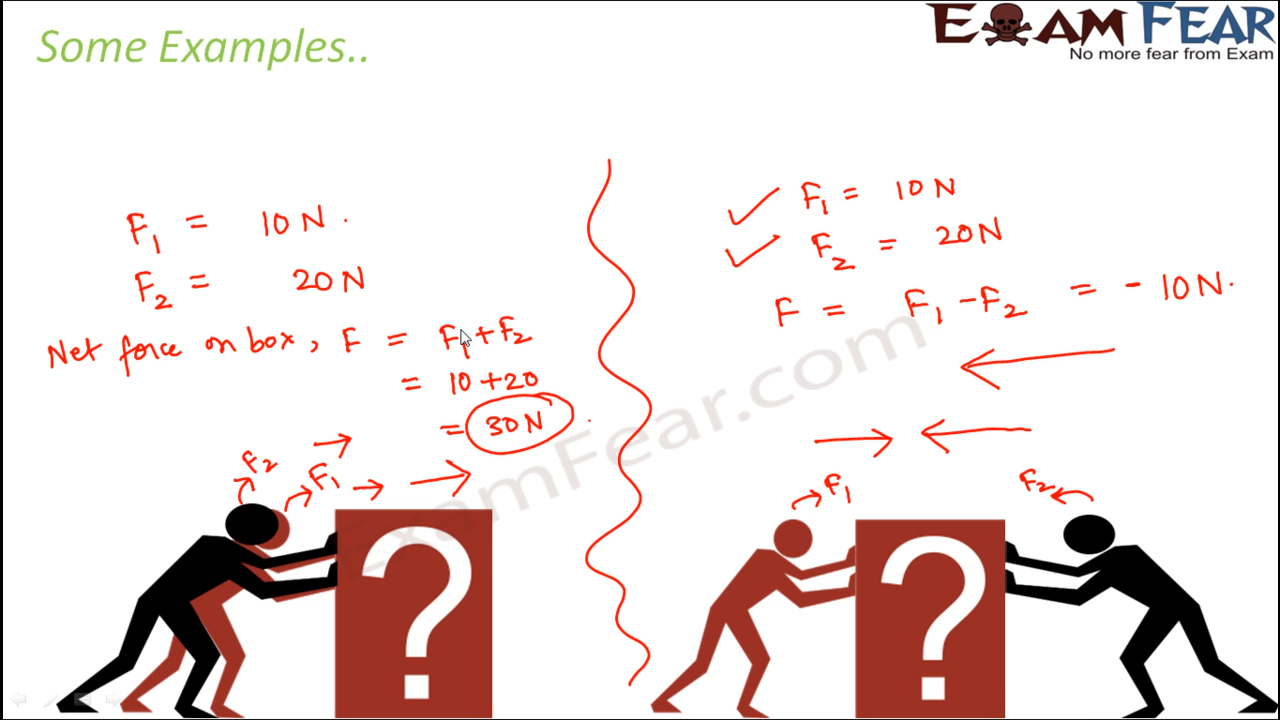 Some Examples..
EXAM FEAR
No more fear from Exam
F1 = 10 N.
F2 = 20 N
Net force on box, F = F1 + F2
= 10 + 20
= 30 N
F2
F1
?
F1 = 10 N
F2 = 20 N
F = F1 - F2 = - 10 N.
F1
F2
?
ExamFear.com